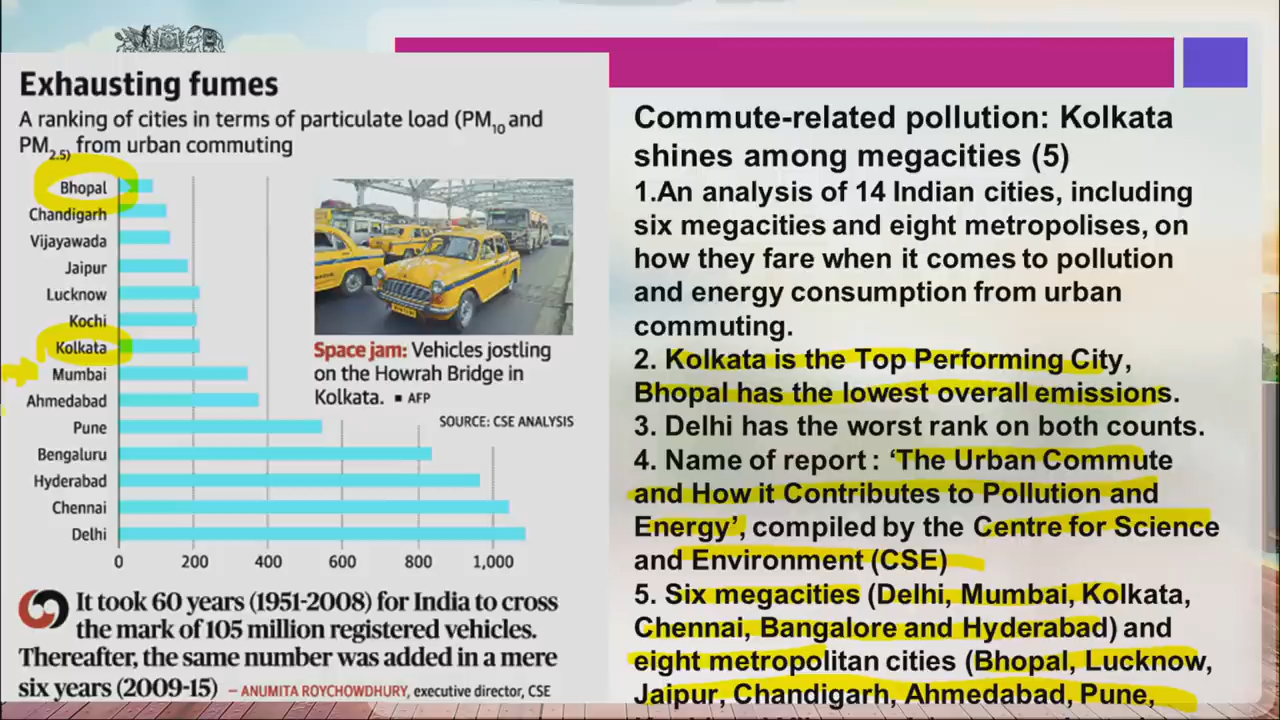 Exhausting fumes
A ranking of cities in terms of particulate load (PM10 and
PM2.5) from urban commuting
Bhopal
Chandigarh
Vijayawada
Jaipur
Lucknow
Kochi
Kolkata
Mumbai
Ahmedabad
Pune
Bengaluru
Hyderabad
Chennai
Delhi
0 200 400 600 800 1,000
Space jam: Vehicles jostling
on the Howrah Bridge in
Kolkata. ■ AFP
SOURCE: CSE ANALYSIS
It took 60 years (1951-2008) for India to cross
the mark of 105 million registered vehicles.
Thereafter, the same number was added in a mere
six years (2009-15) – ANUMITA ROYCHOWDHURY, executive director, CSE
Commute-related pollution: Kolkata
shines among megacities (5)
1.An analysis of 14 Indian cities, including
six megacities and eight metropolises, on
how they fare when it comes to pollution
and energy consumption from urban
commuting.
2. Kolkata is the Top Performing City,
Bhopal has the lowest overall emissions.
3. Delhi has the worst rank on both counts.
4. Name of report : ‘The Urban Commute
and How it Contributes to Pollution and
Energy’, compiled by the Centre for Science
and Environment (CSE)
5. Six megacities (Delhi, Mumbai, Kolkata,
Chennai, Bangalore and Hyderabad) and
eight metropolitan cities (Bhopal, Lucknow,
Jaipur, Chandigarh, Ahmedabad, Pune,